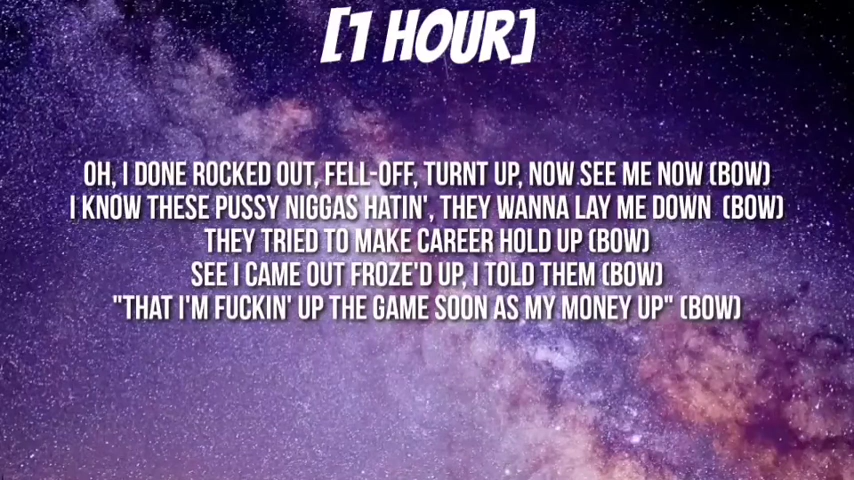 [1 HOUR]
OH, I DONE ROCKED OUT, FELL-OFF, TURNT UP, NOW SEE ME NOW (BOW)
I KNOW THESE PUSSY NIGGAS HATIN', THEY WANNA LAY ME DOWN (BOW)
THEY TRIED TO MAKE CAREER HOLD UP (BOW)
SEE I CAME OUT FROZE'D UP, I TOLD THEM (BOW)
"THAT I'M FUCKIN' UP THE GAME SOON AS MY MONEY UP" (BOW)